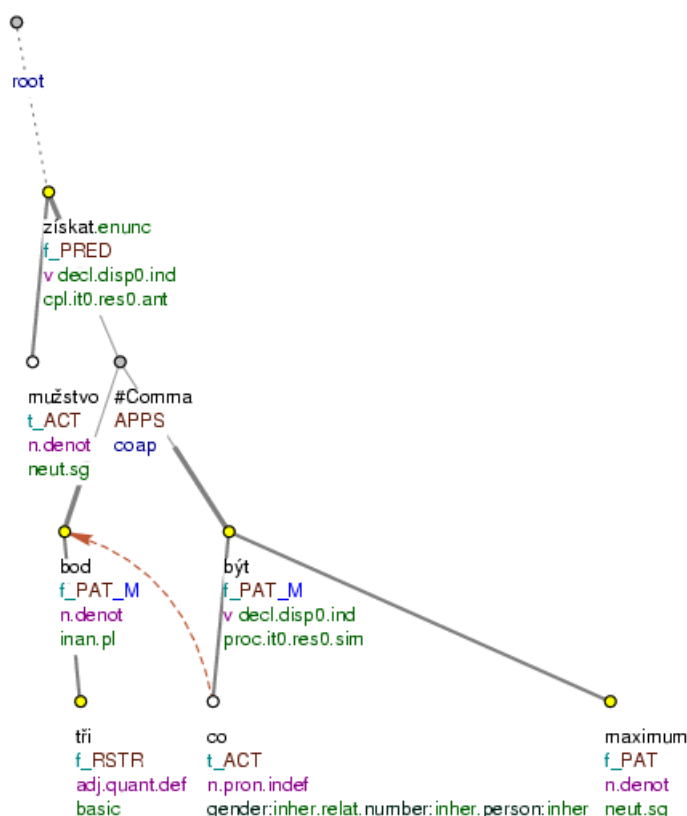 root
získat.enunc
f_PRED
v decl.disp0.ind
cpl.it0.res0.ant
mužstvo
t_ACT
n.denot
neut.sg
#Comma
APPS
coap
bod
f_PAT_M
n.denot
inan.pl
být
f_PAT_M
v decl.disp0.ind
proc.it0.res0.sim
tři
f_RSTR
adj.quant.def
basic
co
t_ACT
n.pron.indef
gender:inher.relat.number:inher.person:inher
maximum
f_PAT
n.denot
neut.sg